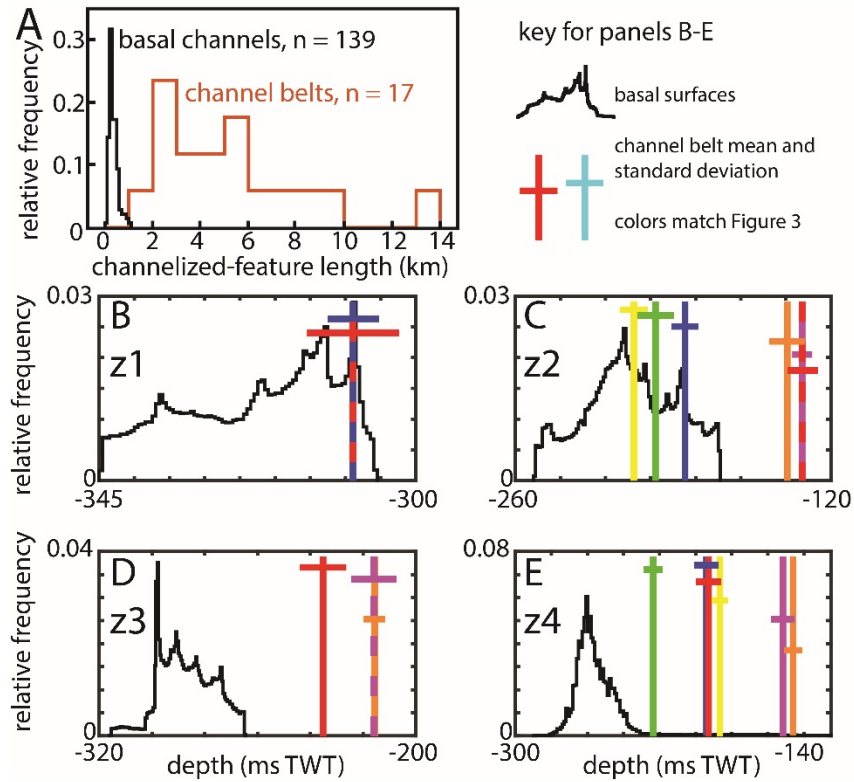 A
relative frequency
0.3
0.2
0.1
0
basal channels, n = 139
channel belts, n = 17
0 2 4 6 8 10 12 14
channelized-feature length (km)
key for panels B-E
basal surfaces
channel belt mean and
standard deviation
colors match Figure 3
relative frequency
0.03
0
B
z1
-345
-300
0.03
0
C
z2
-260
-120
relative frequency
0.04
0
D
z3
-320
-200
depth (ms TWT)
0.08
0
E
z4
-300
-140
depth (ms TWT)